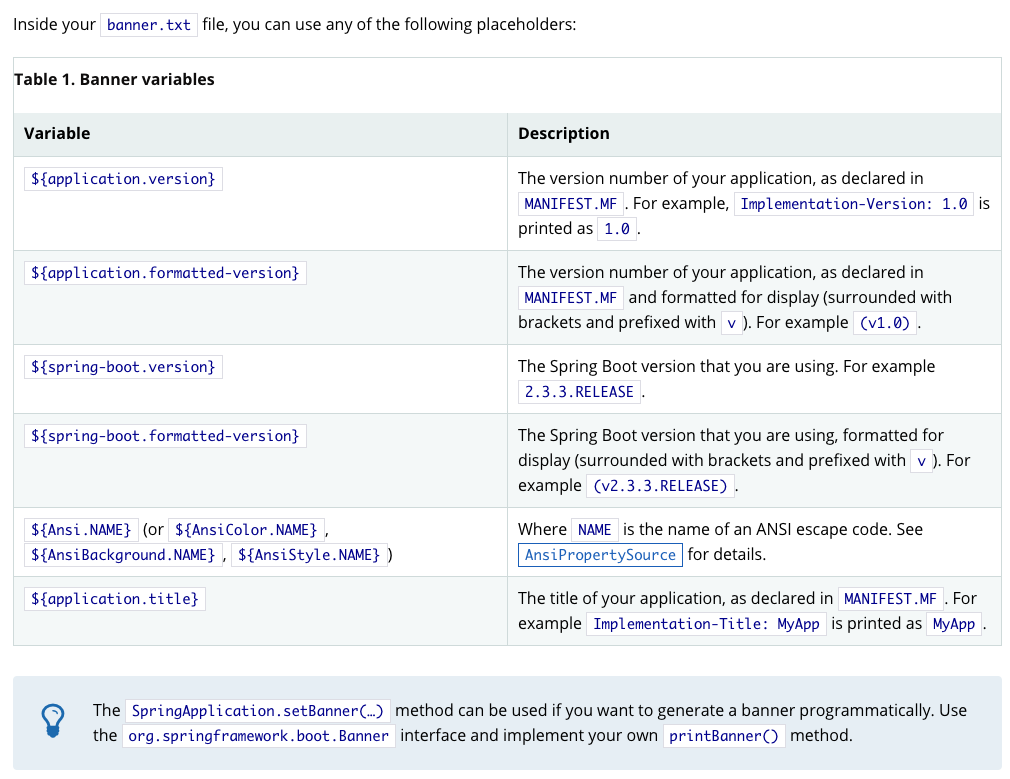 Inside your banner.txt file, you can use any of the following placeholders:
Table 1. Banner variables
Variable Description
${application.version}
The version number of your application, as declared in
MANIFEST.MF. For example, Implementation-Version: 1.0 is
printed as 1.0.
${application.formatted-version}
The version number of your application, as declared in
MANIFEST.MF and formatted for display (surrounded with
brackets and prefixed with v). For example (v1.0).
${spring-boot.version}
The Spring Boot version that you are using. For example
2.3.3.RELEASE.
${spring-boot.formatted-version}
The Spring Boot version that you are using, formatted for
display (surrounded with brackets and prefixed with v). For
example (v2.3.3.RELEASE).
${Ansi.NAME} (or ${AnsiColor.NAME},
${AnsiBackground.NAME}, ${AnsiStyle.NAME})
Where NAME is the name of an ANSI escape code. See
AnsiPropertySource for details.
${application.title}
The title of your application, as declared in MANIFEST.MF. For
example Implementation-Title: MyApp is printed as MyApp.
The SpringApplication.setBanner(…) method can be used if you want to generate a banner programmatically. Use
the org.springframework.boot.Banner interface and implement your own printBanner() method.